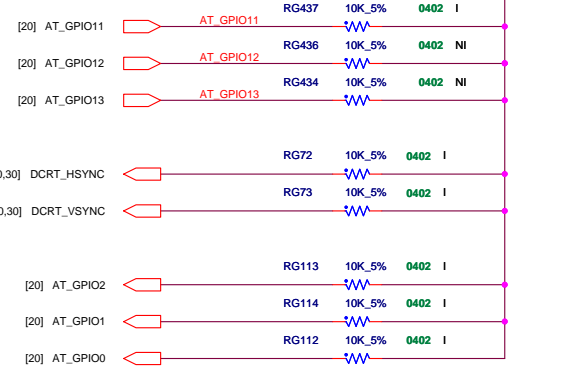 RG437 10K_5% 0402 I
[20] AT_GPIO11 AT_GPIO11
RG436 10K_5% 0402 NI
[20] AT_GPIO12 AT_GPIO12
RG434 10K_5% 0402 NI
[20] AT_GPIO13 AT_GPIO13
RG72 10K_5% 0402 I
0,30] DCRT_HSYNC
RG73 10K_5% 0402 I
0,30] DCRT_VSYNC
RG113 10K_5% 0402 I
[20] AT_GPIO2
RG114 10K_5% 0402 I
[20] AT_GPIO1
RG112 10K_5% 0402 I
[20] AT_GPIO0